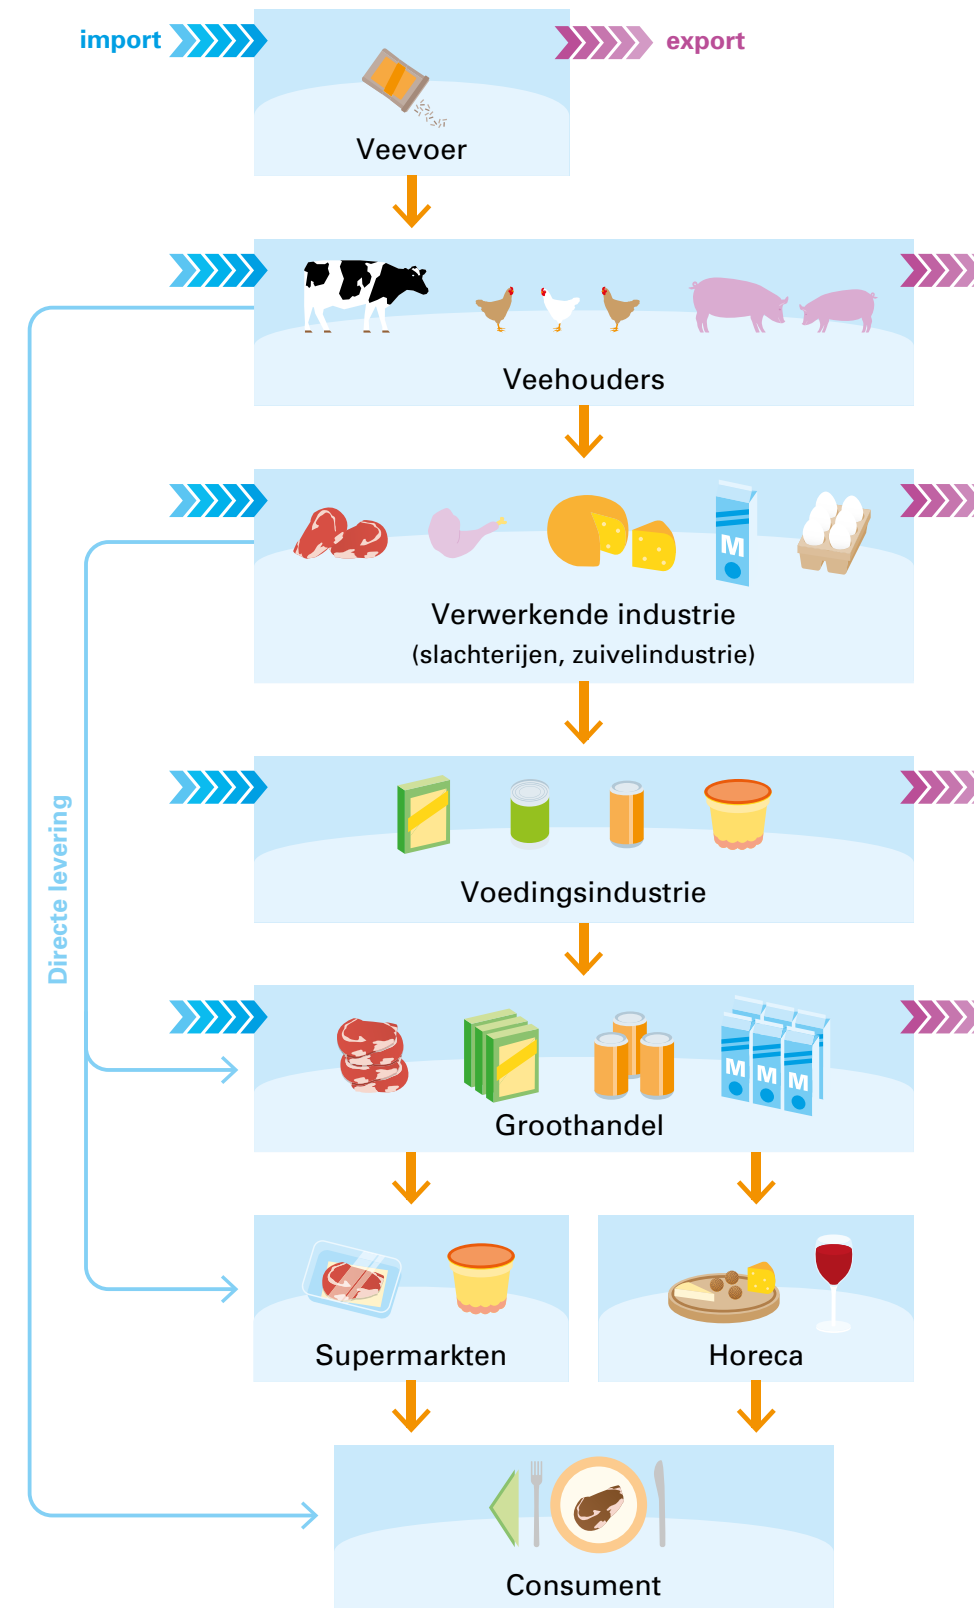 import
export
Veevoer
Veehouders
M
Verwerkende industrie
(slachterijen, zuivelindustrie)
Directe levering
Voedingsindustrie
M M M
Groothandel
Supermarkten
Horeca
Consument